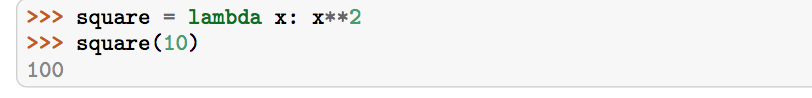 >>> square = lambda x: x**2
>>> square(10)
100